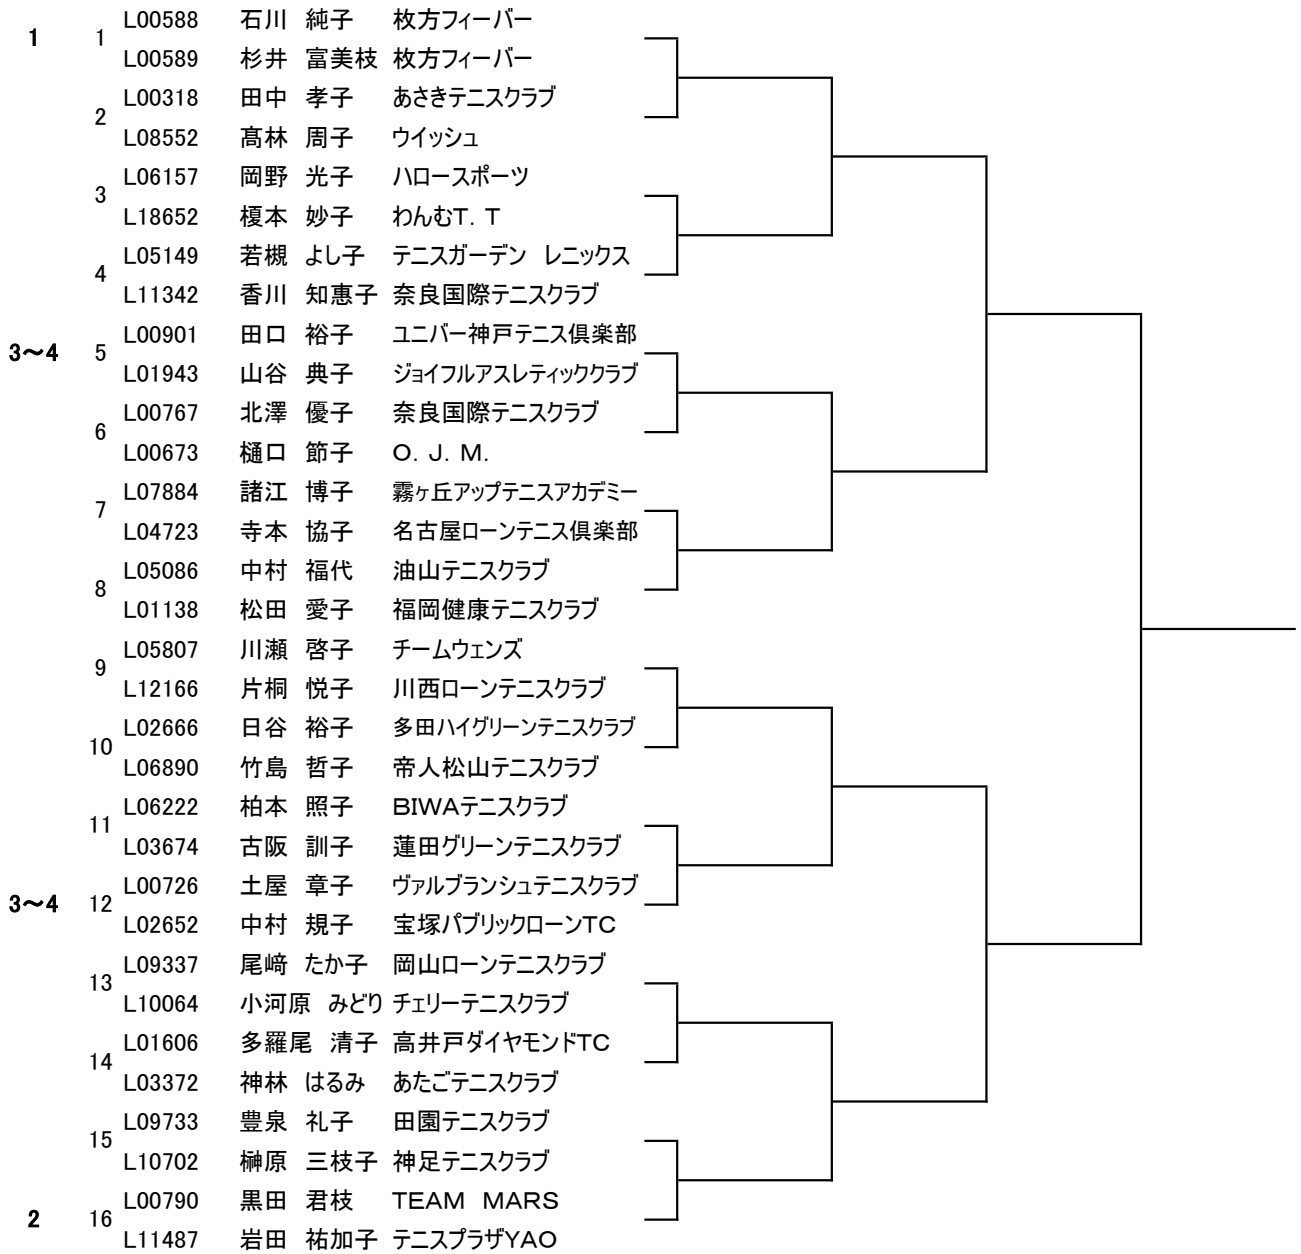 L00588 石川 純子 枚方フィーバー
1 1
L00589 杉井 富美枝 枚方フィーバー
L00318 田中 孝子 あさきテニスクラブ
2
L08552 髙林 周子 ウイッシュ
L06157 岡野 光子 ハロースポーツ
3
L18652 榎本 妙子 わんむT．T
L05149 若槻 よし子 テニスガーデン レニックス
4
L11342 香川 知惠子 奈良国際テニスクラブ
L00901 田口 裕子 ユニバー神戸テニス倶楽部
3～4 5
L01943 山谷 典子 ジョイフルアスレティッククラブ
L00767 北澤 優子 奈良国際テニスクラブ
6
L00673 樋口 節子 O．J．M．
L07884 諸江 博子 霧ヶ丘アップテニスアカデミー
7
L04723 寺本 協子 名古屋ローンテニス倶楽部
L05086 中村 福代 油山テニスクラブ
8
L01138 松田 愛子 福岡健康テニスクラブ
L05807 川瀬 啓子 チームウェンズ
9
L12166 片桐 悦子 川西ローンテニスクラブ
L02666 日谷 裕子 多田ハイグリーンテニスクラブ
10
L06890 竹島 哲子 帝人松山テニスクラブ
L06222 柏本 照子 BIWAテニスクラブ
11
L03674 古阪 訓子 蓮田グリーンテニスクラブ
L00726 土屋 章子 ヴァルブランシュテニスクラブ
3～4 12
L02652 中村 規子 宝塚パブリックローンTC
L09337 尾﨑 たか子 岡山ローンテニスクラブ
13
L10064 小河原 みどり チェリーテニスクラブ
L01606 多羅尾 清子 高井戸ダイヤモンドTC
14
L03372 神林 はるみ あたごテニスクラブ
L09733 豊泉 礼子 田園テニスクラブ
15
L10702 榊原 三枝子 神足テニスクラブ
L00790 黒田 君枝 TEAM MARS
2 16
L11487 岩田 祐加子 テニスプラザYAO